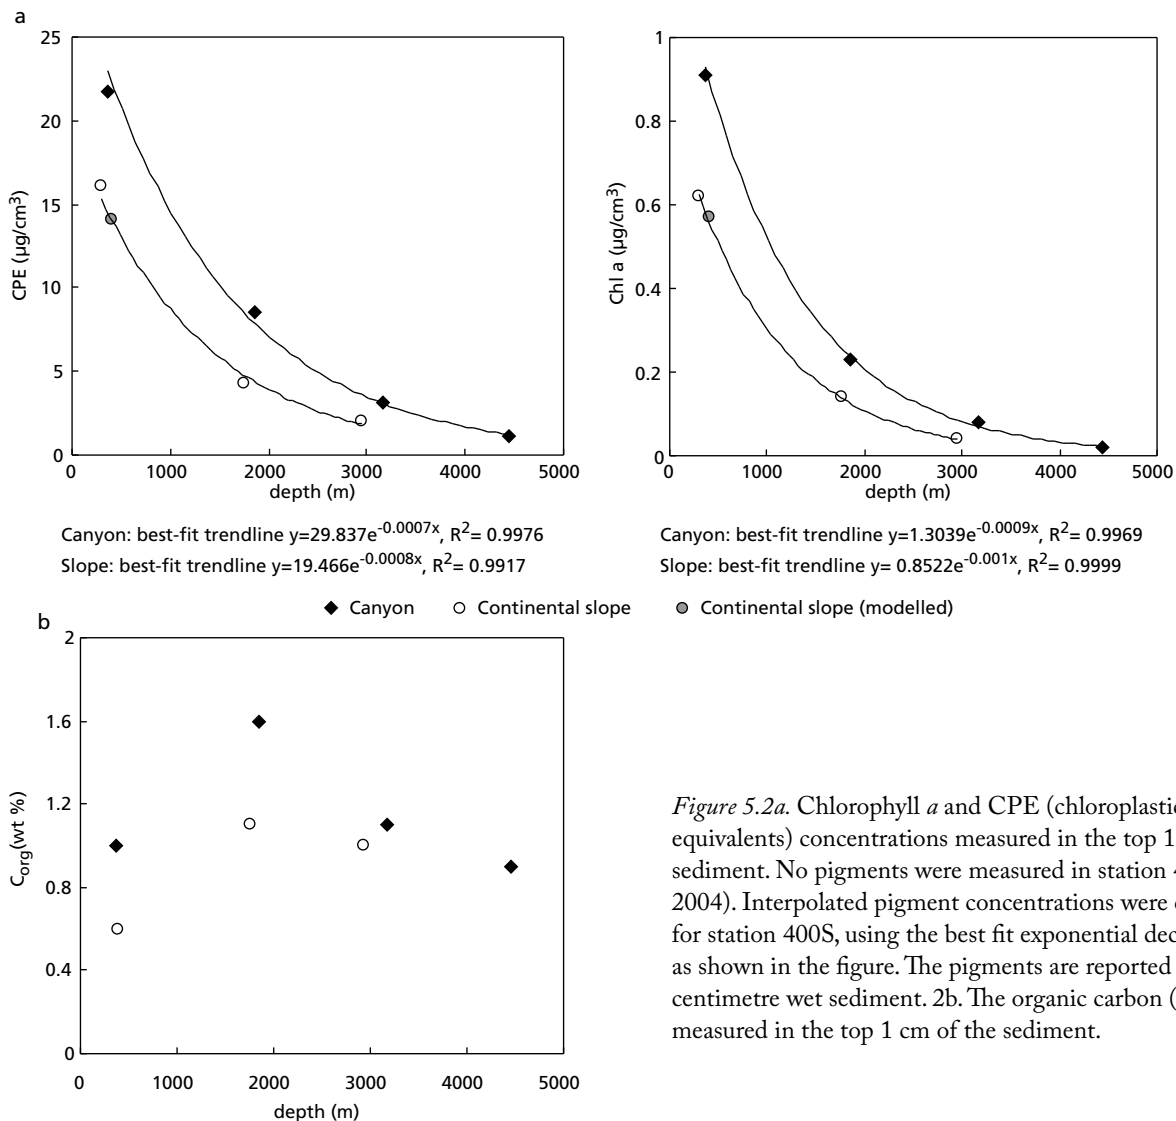 a
25
20
15
10
5
0
CPE (µg/cm³)
0 1000 2000 3000 4000 5000
depth (m)
1
0.8
0.6
0.4
0.2
0
Chl a (µg/cm³)
0 1000 2000 3000 4000 5000
depth (m)
Canyon: best-fit trendline y=29.837e^-0.0007x, R²= 0.9976
Slope: best-fit trendline y=19.466e^-0.0008x, R²= 0.9917
Canyon: best-fit trendline y=1.3039e^-0.0009x, R²= 0.9969
Slope: best-fit trendline y= 0.8522e^-0.001x, R²= 0.9999
Canyon Continental slope Continental slope (modelled)
b
2
1.6
1.2
0.8
0.4
0
C_org(wt %)
0 1000 2000 3000 4000 5000
depth (m)
Figure 5.2a. Chlorophyll a and CPE (chloroplastic
equivalents) concentrations measured in the top 1
sediment. No pigments were measured in station
2004). Interpolated pigment concentrations were
for station 400S, using the best fit exponential
as shown in the figure. The pigments are reported
centimetre wet sediment. 2b. The organic carbon (
measured in the top 1 cm of the sediment.